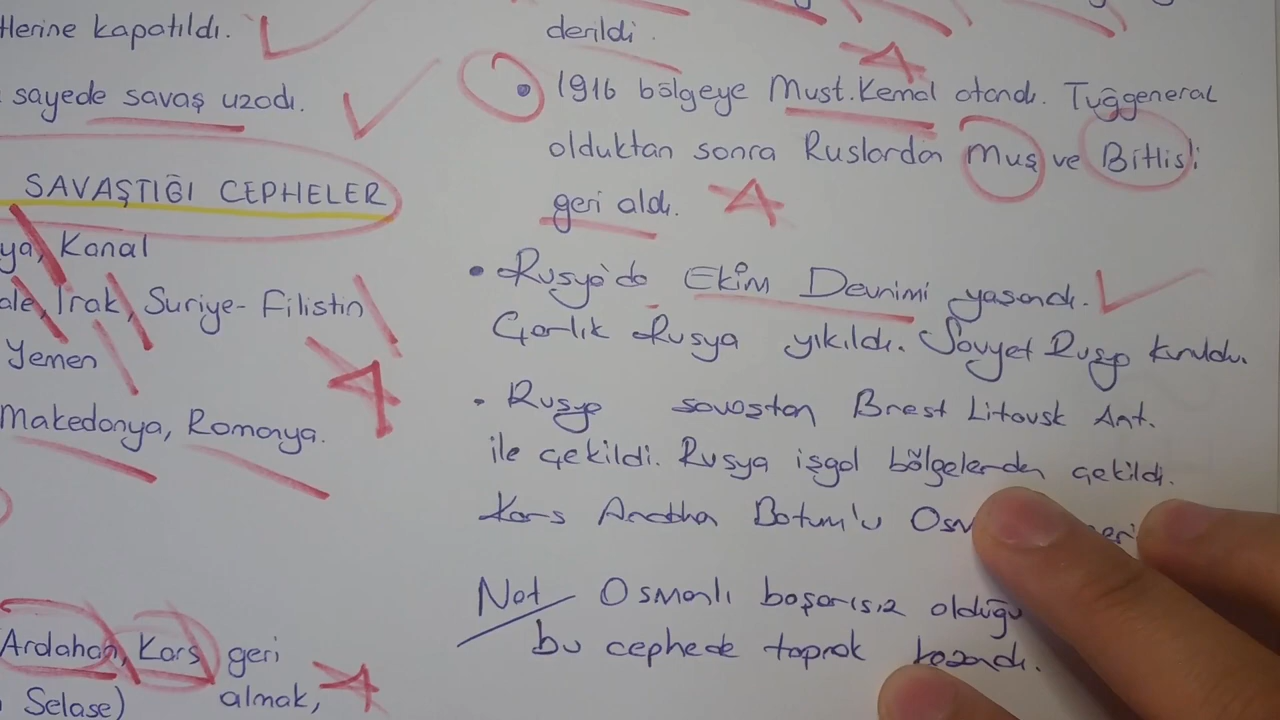 tlerine kapatıldı.
sayede savaş uzadı.
SAVAŞTIĞI CEPHELER
ya, Kanal
ale, Irak, Suriye- Filistin
Yemen
Makedonya, Romanya.
Ardahan, Kars geri
almak,
Selase)
derildi.
• 1916 bölgeye Must. Kemal atandı. Tuğgeneral
olduktan sonra Ruslardan Muş ve Bitlis'i
geri aldı.
• Rusya'da Ekim Devrimi yaşandı.
Çarlık Rusya yıkıldı. Sovyet Rusya kuruldu.
• Rusya savaştan Brest Litovsk Ant.
ile çekildi. Rusya işgal bölgelerden çekildi.
Kars Ardahan Batum'u Osm
Not Osmanlı başarısız olduğu
bu cephede toprak kazandı.